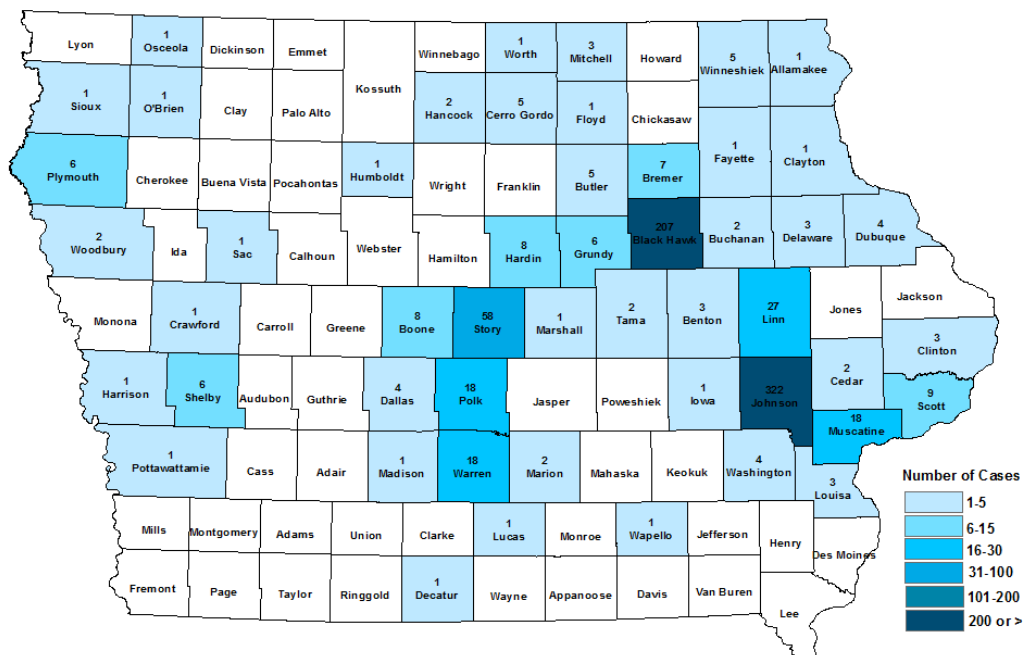 1
Osceola
Lyon
Dickinson
Emmet
Winnebago
1
Worth
3
Mitchell
Howard
5
Winneshiek
1
Allamakee
1
Sioux
1
O'Brien
Clay
Palo Alto
Kossuth
2
Hancock
5
Cerro Gordo
1
Floyd
Chickasaw
6
Plymouth
Cherokee
Buena Vista
Pocahontas
1
Humboldt
Wright
Franklin
5
Butler
7
Bremer
1
Fayette
1
Clayton
2
Woodbury
Ida
1
Sac
Calhoun
Webster
Hamilton
8
Hardin
6
Grundy
207
Black Hawk
2
Buchanan
3
Delaware
4
Dubuque
Monona
1
Crawford
Carroll
Greene
8
Boone
58
Story
1
Marshall
2
Tama
3
Benton
27
Linn
Jones
Jackson
3
Clinton
1
Harrison
6
Shelby
Audubon
Guthrie
4
Dallas
18
Polk
Jasper
Poweshiek
1
Iowa
322
Johnson
2
Cedar
9
Scott
18
Muscatine
1
Pottawattamie
Cass
Adair
1
Madison
18
Warren
2
Marion
Mahaska
Keokuk
4
Washington
3
Louisa
Mills
Montgomery
Adams
Union
Clarke
1
Lucas
Monroe
1
Wapello
Jefferson
Henry
Des Moines
Fremont
Page
Taylor
Ringgold
1
Decatur
Wayne
Appanoose
Davis
Van Buren
Lee
Number of Cases
1-5
6-15
16-30
31-100
101-200
200 or >